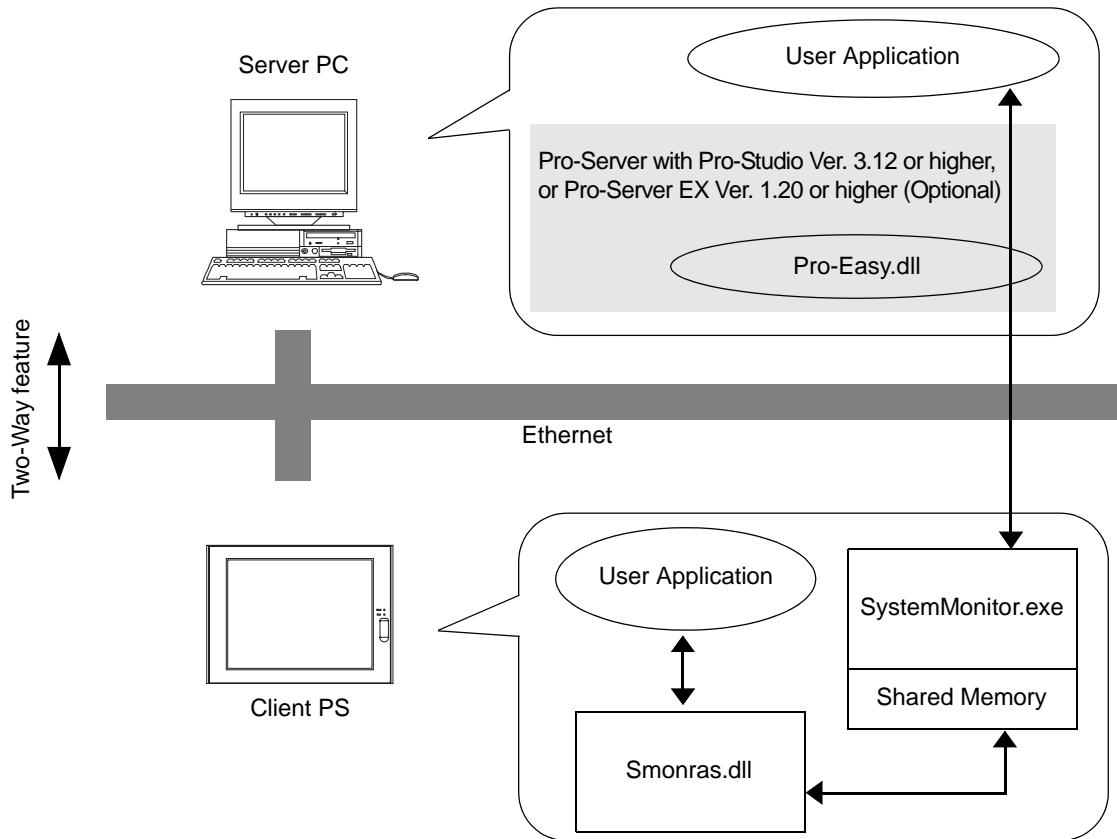 Server PC
User Application
Pro-Server with Pro-Studio Ver. 3.12 or higher,
or Pro-Server EX Ver. 1.20 or higher (Optional)
Pro-Easy.dll
Two-Way feature
Ethernet
User Application
SystemMonitor.exe
Shared Memory
Client PS
Smonras.dll